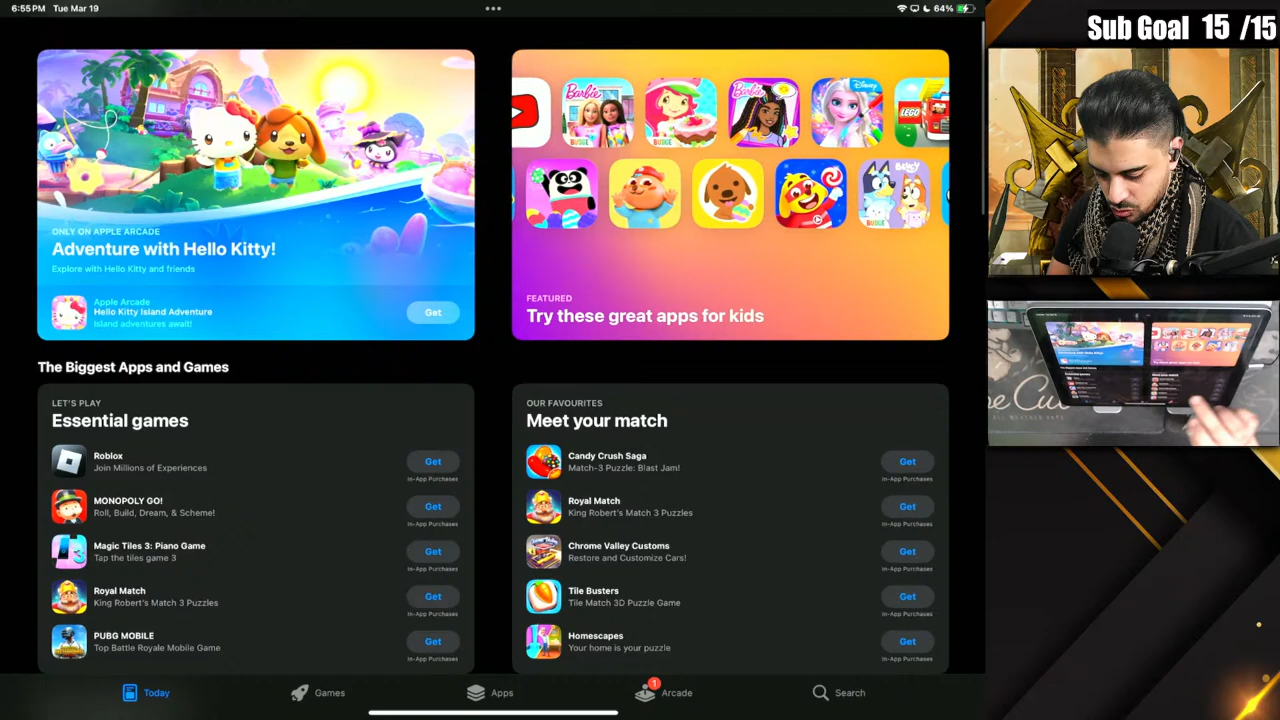 6:55 PM Tue Mar 19
64%
Sub Goal 15 /15
ONLY ON APPLE ARCADE
Adventure with Hello Kitty!
Explore with Hello Kitty and friends
Apple Arcade
Hello Kitty Island Adventure
Island adventures await!
Get
Barbie
BUDGE
BUDGE
Barbie
BUDGE
Disney
LEGO
BLUEY
BUDGE
FEATURED
Try these great apps for kids
The Biggest Apps and Games
LET'S PLAY
Essential games
Roblox
Join Millions of Experiences
Get
In-App Purchases
MONOPOLY GO!
Roll, Build, Dream, & Scheme!
Get
In-App Purchases
Magic Tiles 3: Piano Game
Tap the tiles game 3
Get
In-App Purchases
Royal Match
King Robert's Match 3 Puzzles
Get
In-App Purchases
PUBG MOBILE
Top Battle Royale Mobile Game
Get
In-App Purchases
OUR FAVOURITES
Meet your match
Candy Crush Saga
Match-3 Puzzle: Blast Jam!
Get
In-App Purchases
Royal Match
King Robert's Match 3 Puzzles
Get
In-App Purchases
Chrome Valley Customs
Restore and Customize Cars!
Get
In-App Purchases
Tile Busters
Tile Match 3D Puzzle Game
Get
In-App Purchases
Homescapes
Your home is your puzzle
Get
In-App Purchases
Today
Games
Apps
1
Arcade
Search